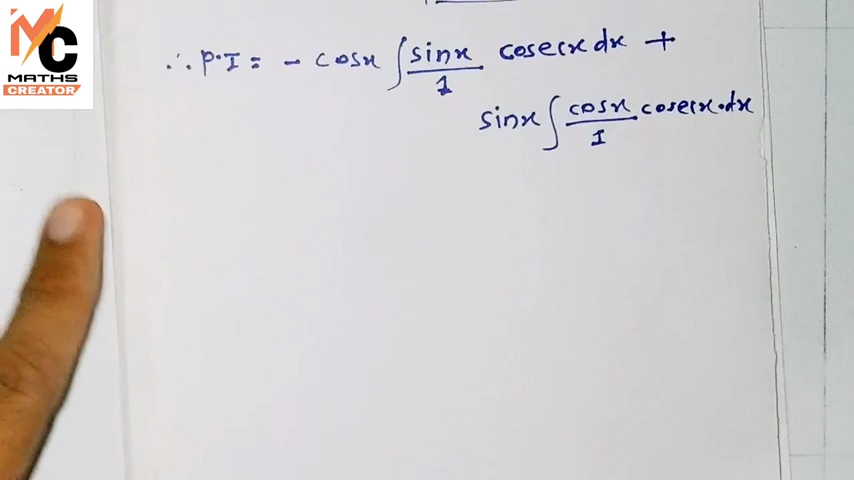 MC
MATHS
CREATOR
∴ P.I = - cosx ∫ sinx/1 cosecx dx +
sinx ∫ cosx/1 cosecx.dx